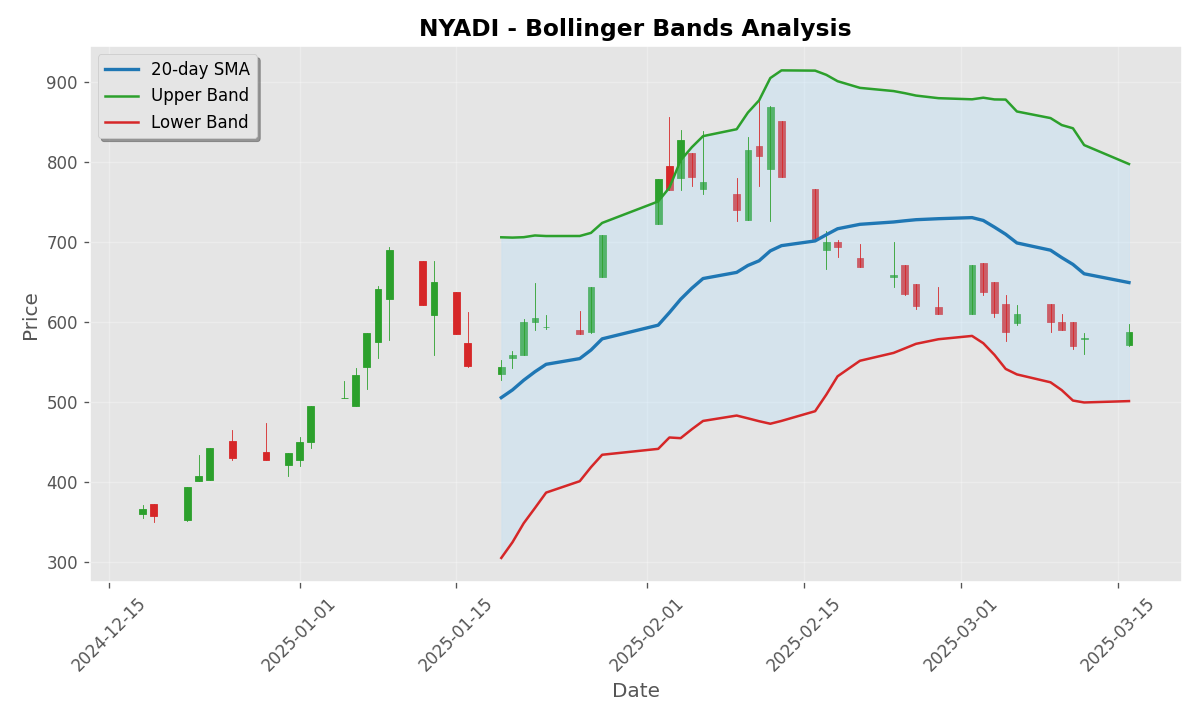 NYADI - Bollinger Bands Analysis
20-day SMA
Upper Band
Lower Band
Price
900
800
700
600
500
400
300
2024-12-15
2025-01-01
2025-01-15
2025-02-01
2025-02-15
2025-03-01
2025-03-15
Date